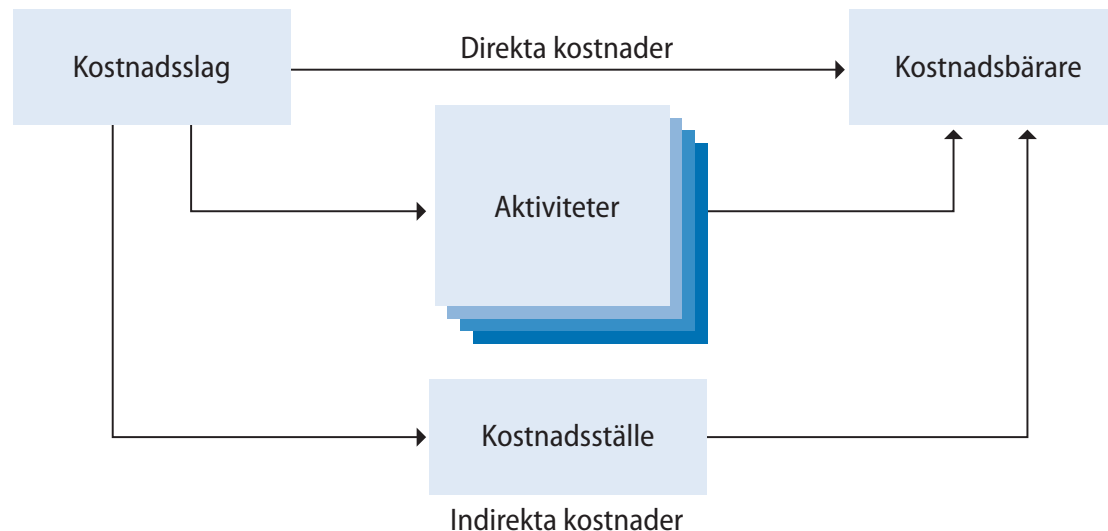 Kostnadsslag
Direkta kostnader
Kostnadsbärare
Aktiviteter
Kostnadsställe
Indirekta kostnader